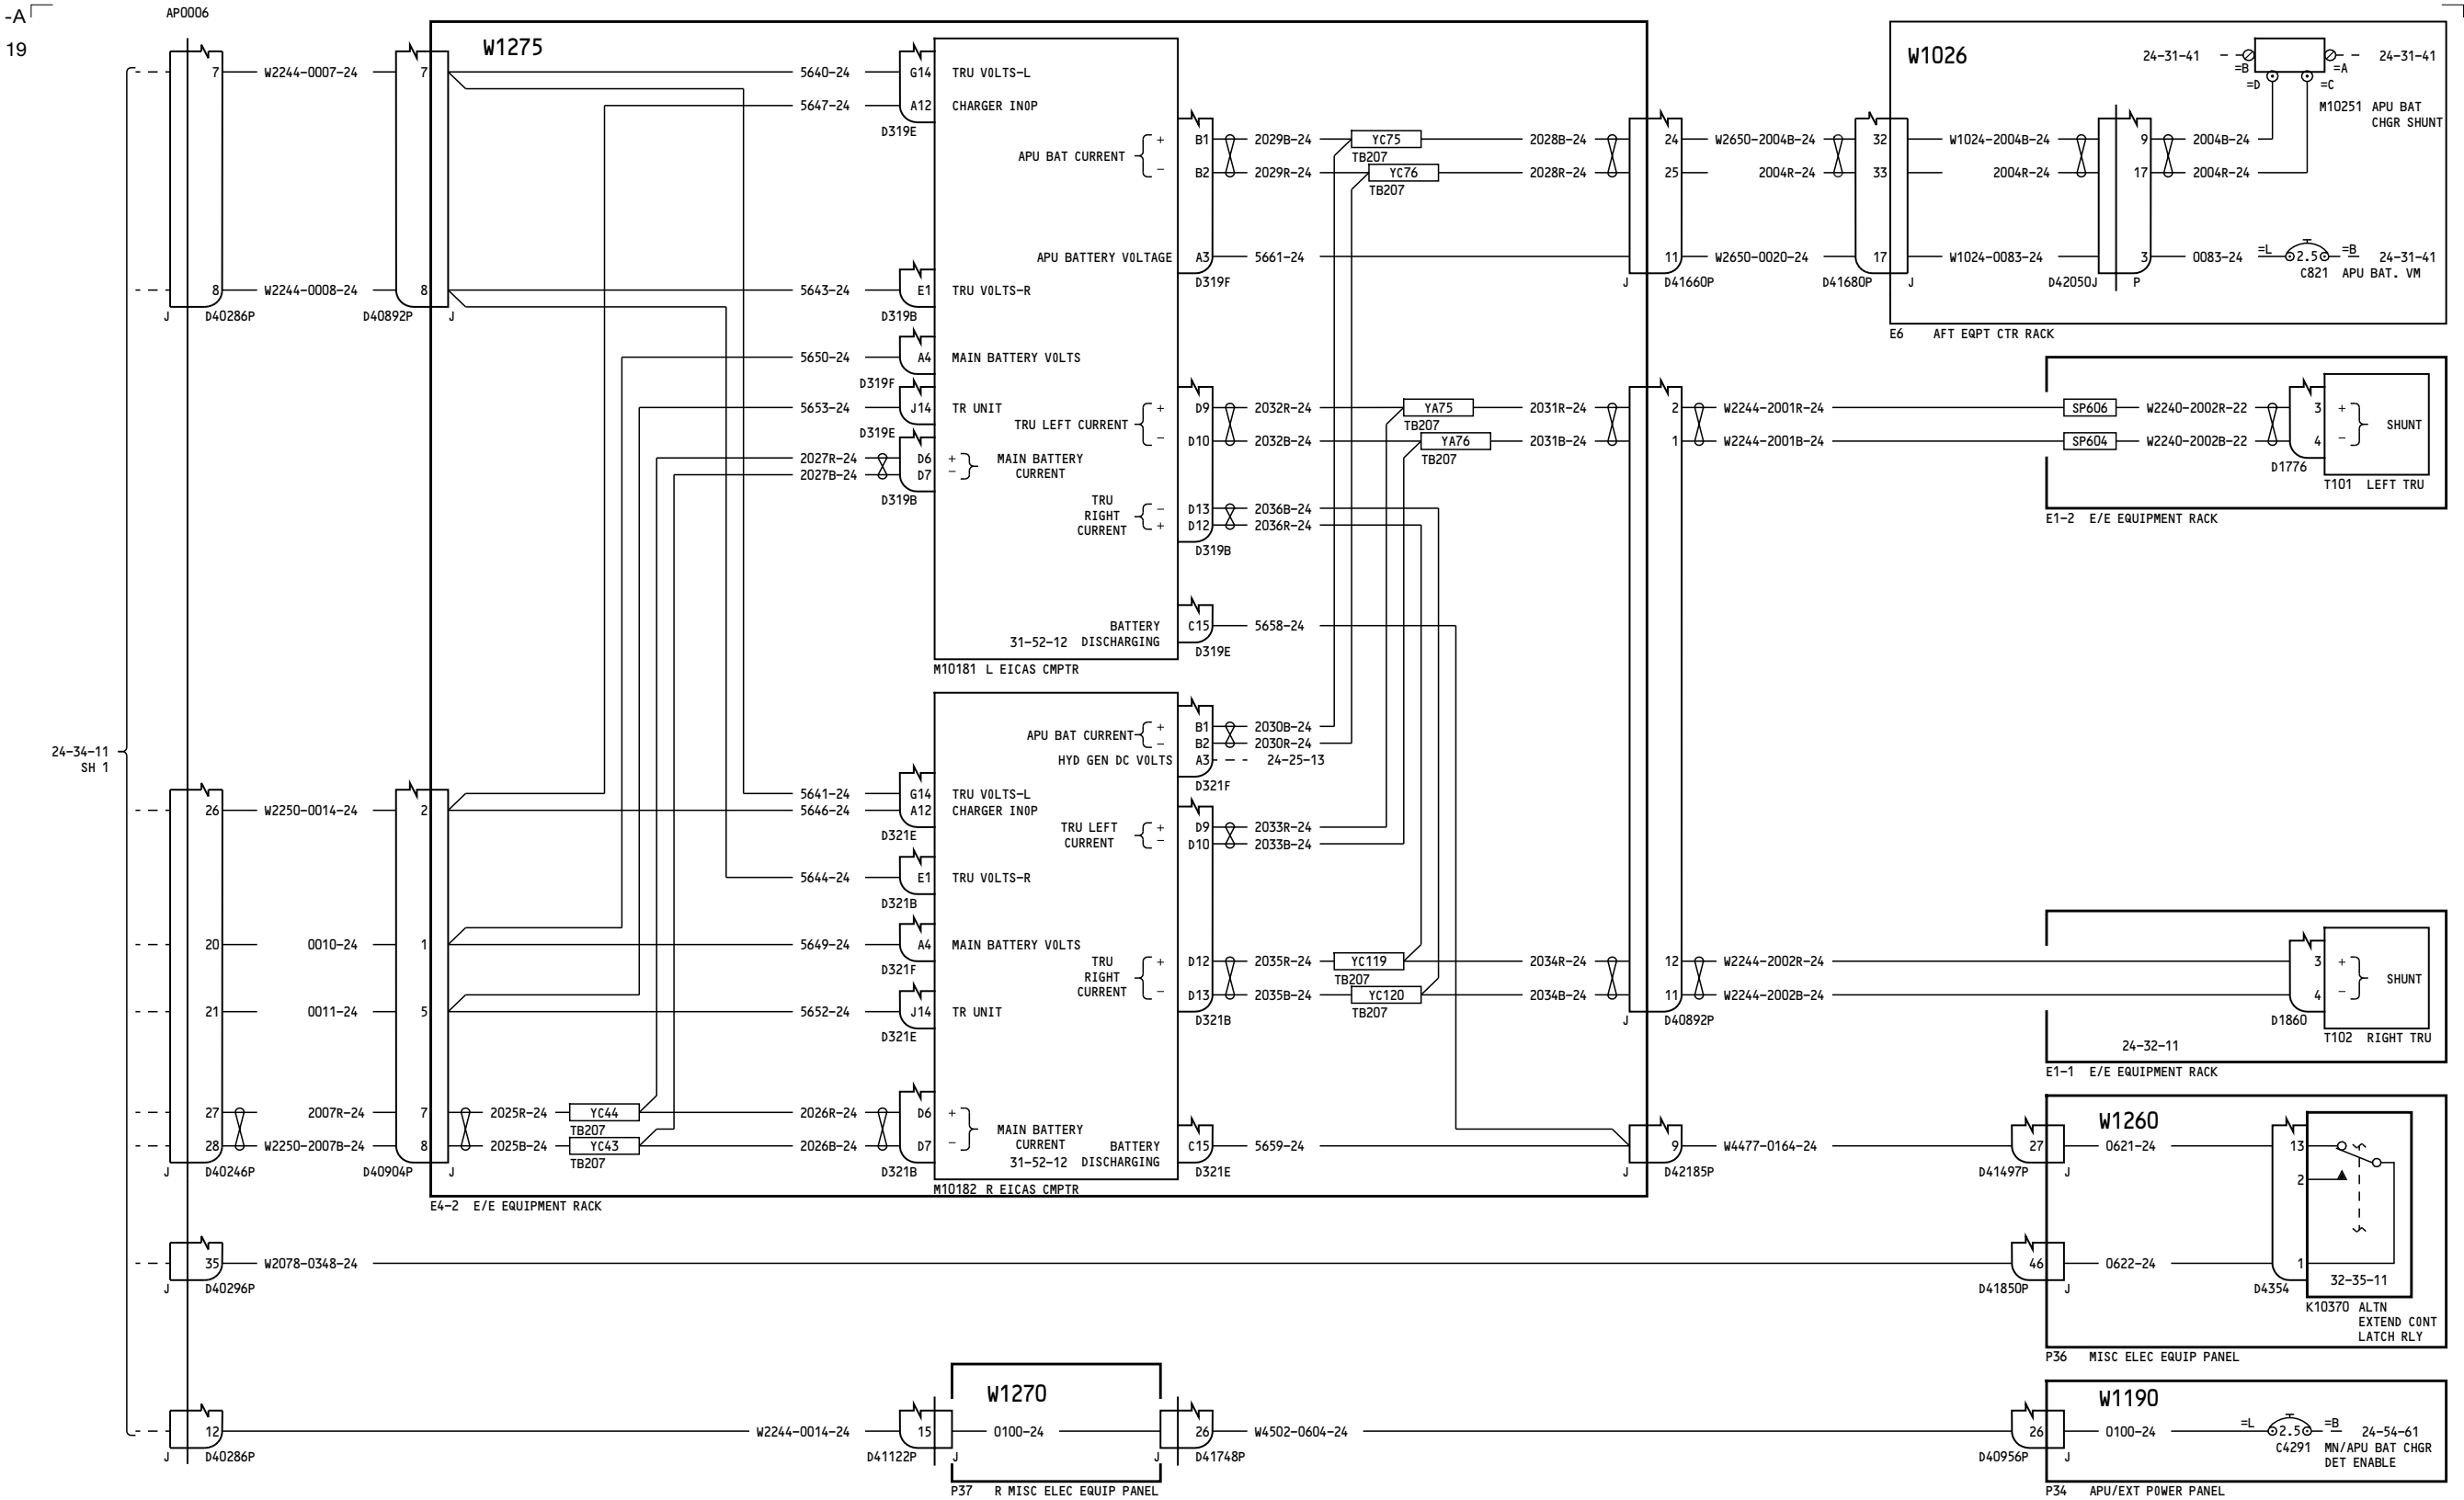 -A
19
AP0006
W1275
W1026
24-31-41
=B
=A
24-31-41
=D
=C
M10251 APU BAT
CHGR SHUNT
7
W2244-0007-24
7
5640-24
G14
TRU VOLTS-L
5647-24
A12
CHARGER INOP
D319E
APU BAT CURRENT
+
-
B1
2029B-24
YC75
TB207
2028B-24
24
W2650-2004B-24
32
W1024-2004B-24
9
2004B-24
B2
2029R-24
YC76
TB207
2028R-24
25
2004R-24
33
2004R-24
17
2004R-24
APU BATTERY VOLTAGE
A3
5661-24
11
W2650-0020-24
17
W1024-0083-24
3
0083-24
=L
2.5
=B
24-31-41
C821 APU BAT. VM
D319F
J
D41660P
D41680P
J
D42050J
P
8
W2244-0008-24
8
5643-24
E1
TRU VOLTS-R
J
D40286P
D40892P
J
D319B
E6 AFT EQPT CTR RACK
5650-24
A4
MAIN BATTERY VOLTS
D319F
5653-24
J14
TR UNIT
D319E
TRU LEFT CURRENT
+
-
D9
2032R-24
YA75
TB207
2031R-24
2
W2244-2001R-24
SP606
W2240-2002R-22
3
+
D10
2032B-24
YA76
TB207
2031B-24
1
W2244-2001B-24
SP604
W2240-2002B-22
4
-
SHUNT
D1776
T101 LEFT TRU
E1-2 E/E EQUIPMENT RACK
2027R-24
D6
+
MAIN BATTERY
CURRENT
2027B-24
D7
-
D319B
TRU
RIGHT
CURRENT
-
+
D13
2036B-24
D12
2036R-24
D319B
BATTERY
31-52-12 DISCHARGING
C15
5658-24
D319E
M10181 L EICAS CMPTR
24-34-11
SH 1
APU BAT CURRENT
+
-
B1
2030B-24
B2
2030R-24
HYD GEN DC VOLTS
A3
24-25-13
D321F
26
W2250-0014-24
2
5641-24
G14
TRU VOLTS-L
5646-24
A12
CHARGER INOP
D321E
TRU LEFT
CURRENT
+
-
D9
2033R-24
D10
2033B-24
5644-24
E1
TRU VOLTS-R
D321B
20
0010-24
1
5649-24
A4
MAIN BATTERY VOLTS
D321F
TRU
RIGHT
CURRENT
+
-
D12
2035R-24
YC119
TB207
2034R-24
12
W2244-2002R-24
3
+
D13
2035B-24
YC120
TB207
2034B-24
11
W2244-2002B-24
4
-
SHUNT
D321B
J
D40892P
D1860
T102 RIGHT TRU
24-32-11
E1-1 E/E EQUIPMENT RACK
21
0011-24
5
5652-24
J14
TR UNIT
D321E
27
2007R-24
7
2025R-24
YC44
TB207
2026R-24
D6
+
28
W2250-2007B-24
8
2025B-24
YC43
TB207
2026B-24
D7
-
MAIN BATTERY
CURRENT
BATTERY
31-52-12 DISCHARGING
C15
5659-24
9
W4477-0164-24
27
W1260
0621-24
13
2
J
D40246P
D40904P
J
D321B
D321E
J
D42185P
D41497P
J
M10182 R EICAS CMPTR
E4-2 E/E EQUIPMENT RACK
35
W2078-0348-24
46
0622-24
1
32-35-11
J
D40296P
D41850P
J
D4354
K10370 ALTN
EXTEND CONT
LATCH RLY
P36 MISC ELEC EQUIP PANEL
W1270
W1190
12
W2244-0014-24
15
0100-24
26
W4502-0604-24
26
0100-24
=L
2.5
=B
24-54-61
C4291 MN/APU BAT CHGR
DET ENABLE
J
D40286P
D41122P
J
J
D41748P
D40956P
J
P37 R MISC ELEC EQUIP PANEL
P34 APU/EXT POWER PANEL